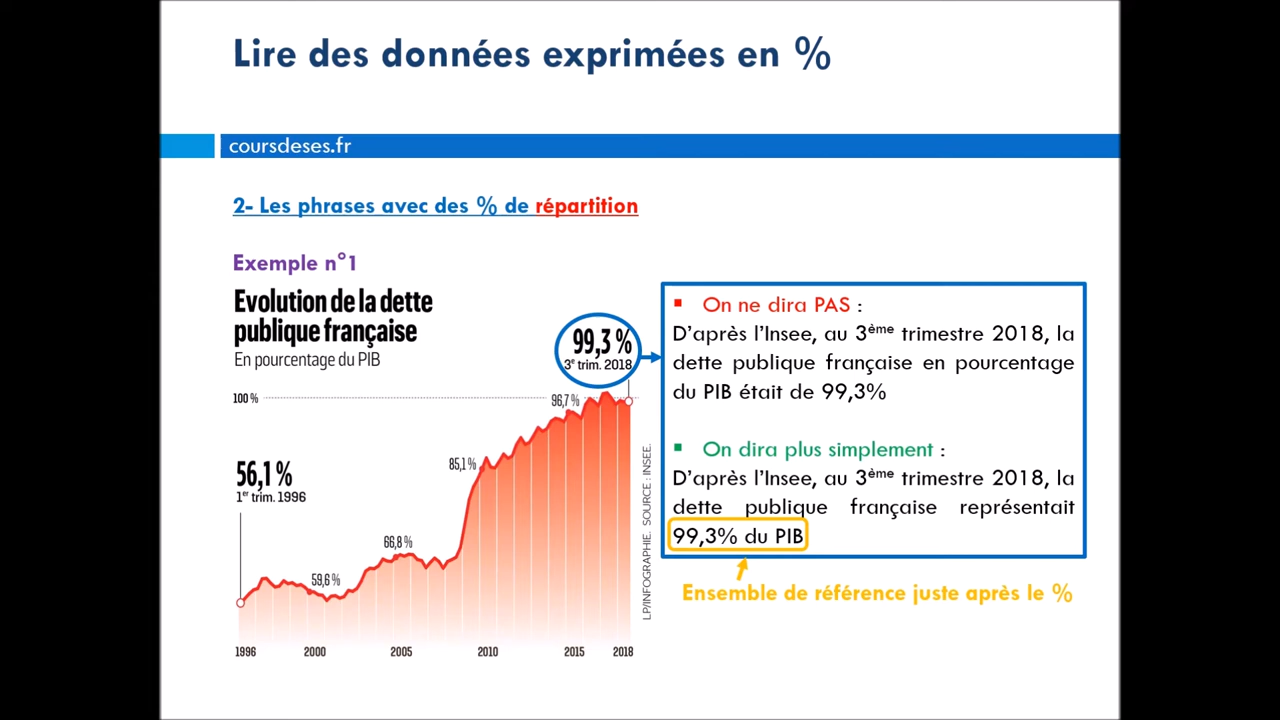 Lire des données exprimées en %
coursdeses.fr
2- Les phrases avec des % de répartition
Exemple n°1
Evolution de la dette
publique française
En pourcentage du PIB
99,3 %
3e trim. 2018
100 %
96,7 %
56,1 %
1er trim. 1996
85,1 %
66,8 %
59,6 %
1996 2000 2005 2010 2015 2018
LP/INFOGRAPHIE. SOURCE : INSEE.
▪ On ne dira PAS :
D'après l'Insee, au 3ème trimestre 2018, la
dette publique française en pourcentage
du PIB était de 99,3%
▪ On dira plus simplement :
D'après l'Insee, au 3ème trimestre 2018, la
dette publique française représentait
99,3% du PIB
Ensemble de référence juste après le %